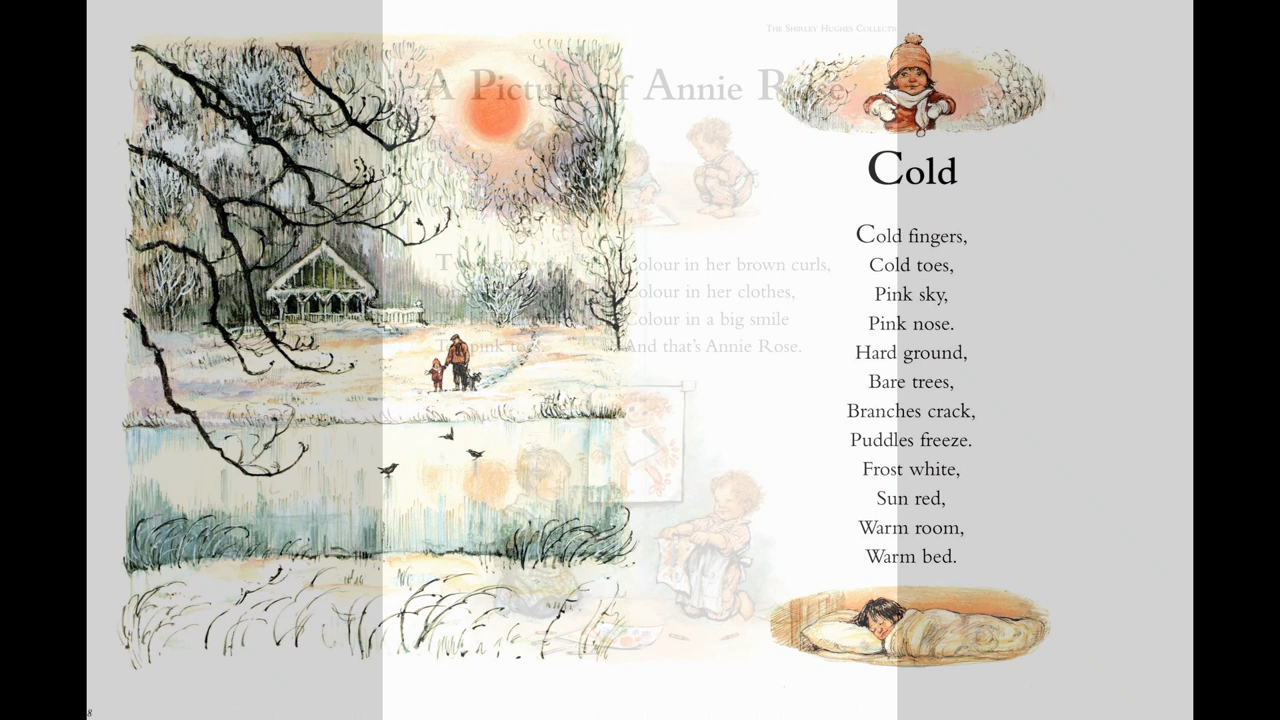 THE SHIRLEY HUGHES COLLECTION
A Picture of Annie Rose
Colour in her brown curls,
Colour in her clothes,
Colour in a big smile
And that's Annie Rose.
pink
Cold
Cold fingers,
Cold toes,
Pink sky,
Pink nose.
Hard ground,
Bare trees,
Branches crack,
Puddles freeze.
Frost white,
Sun red,
Warm room,
Warm bed.
8